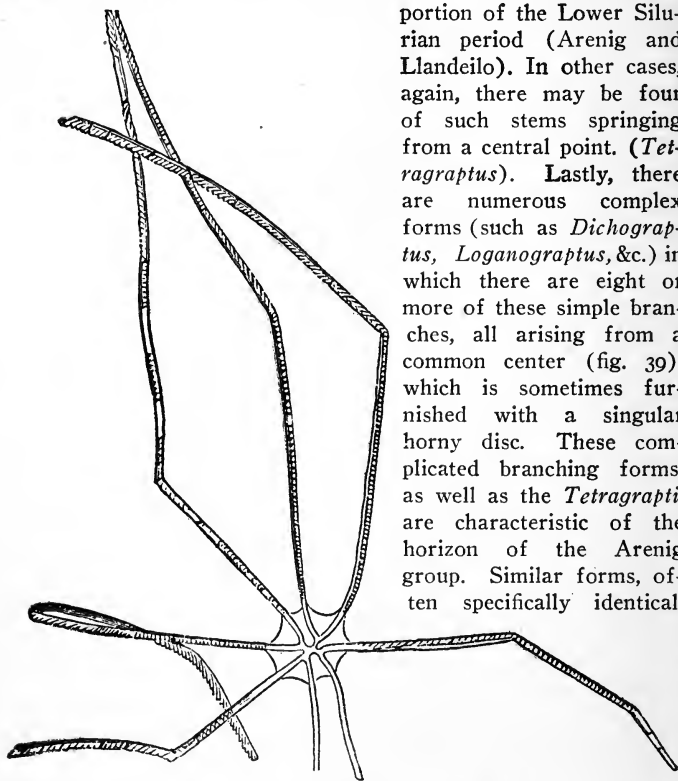 portion of the Lower Silu-
rian period (Arenig and
Llandeilo). In other cases,
again, there may be four
of such stems springing
from a central point. (Tet-
ragraptus). Lastly, there
are numerous complex
forms (such as Dichograp-
tus, Loganograptus, &c.) in
which there are eight or
more of these simple bran-
ches, all arising from a
common center (fig. 39),
which is sometimes fur-
nished with a singular
horny disc. These com-
plicated branching forms,
as well as the Tetragrapti,
are characteristic of the
horizon of the Arenig
group. Similar forms, of-
ten specifically identical,